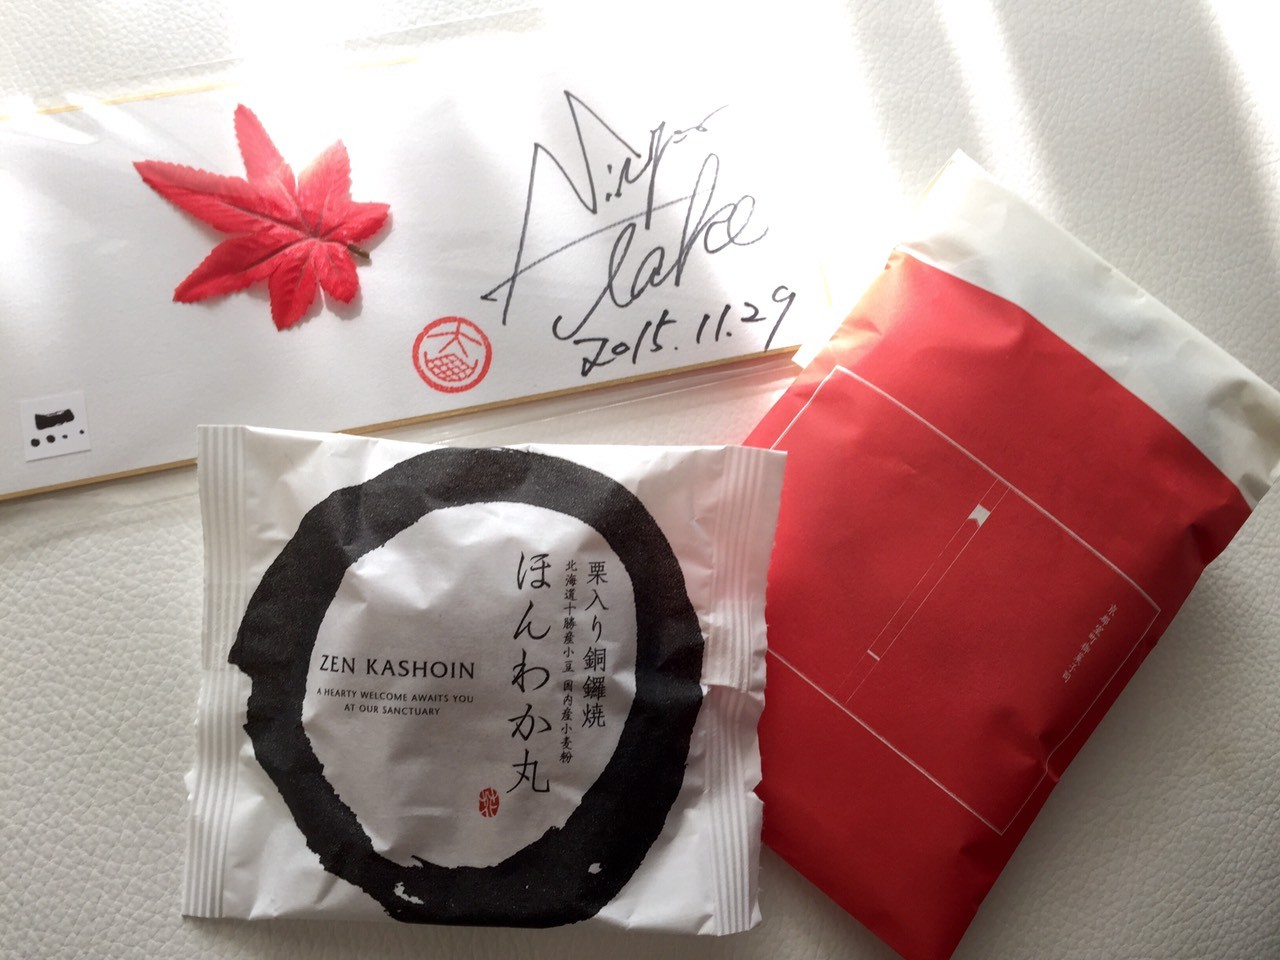 2015.11.29
栗入り銅鑼焼
北海道十勝産小豆 国内産小麦粉
ほんわか丸
ZEN KASHOIN
A HEARTY WELCOME AWAITS YOU
AT OUR SANCTUARY